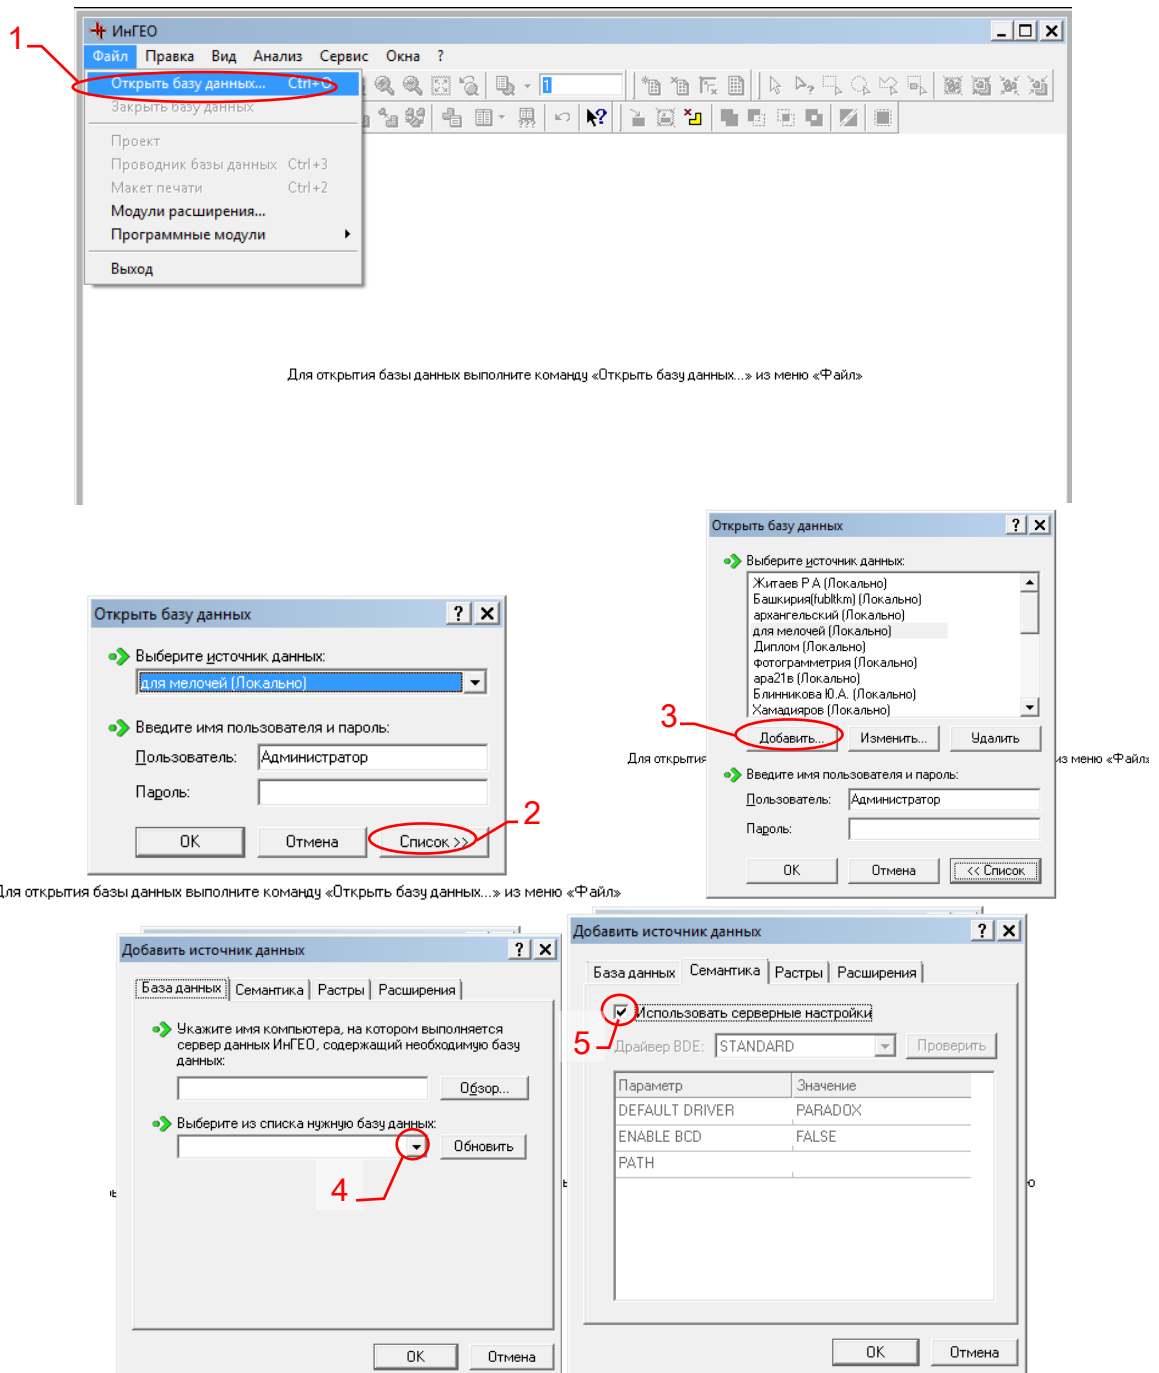 ИнГЕО
1
Файл Правка Вид Анализ Сервис Окна ?
Открыть базу данных... Ctrl+O
1
Закрыть базу данных
Проект
Проводник базы данных Ctrl+3
Макет печати Ctrl+2
Модули расширения...
Программные модули
Выход
Для открытия базы данных выполните команду «Открыть базу данных...» из меню «Файл»
Открыть базу данных
Выберите источник данных:
для мелочей (Локально)
Введите имя пользователя и пароль:
Пользователь: Администратор
Пароль:
2
OK Отмена Список >>
Для открытия базы данных выполните команду «Открыть базу данных...» из меню «Файл»
Открыть базу данных
Выберите источник данных:
Житаев Р А (Локально)
Башкирия(fubltkm) (Локально)
архангельский (Локально)
для мелочей (Локально)
Диплом (Локально)
фотограмметрия (Локально)
ара21в (Локально)
Блинникова Ю.А. (Локально)
Хамадияров (Локально)
3
Добавить... Изменить... Удалить
Для открытия из меню «Файл»
Введите имя пользователя и пароль:
Пользователь: Администратор
Пароль:
OK Отмена << Список
Добавить источник данных
База данных Семантика Растры Расширения
Укажите имя компьютера, на котором выполняется
сервер данных ИнГЕО, содержащий необходимую базу
данных:
Обзор...
Выберите из списка нужную базу данных:
Обновить
4
OK Отмена
Добавить источник данных
База данных Семантика Растры Расширения
Использовать серверные настройки
5
Драйвер BDE: STANDARD Проверить
Параметр Значение
DEFAULT DRIVER PARADOX
ENABLE BCD FALSE
PATH
OK Отмена